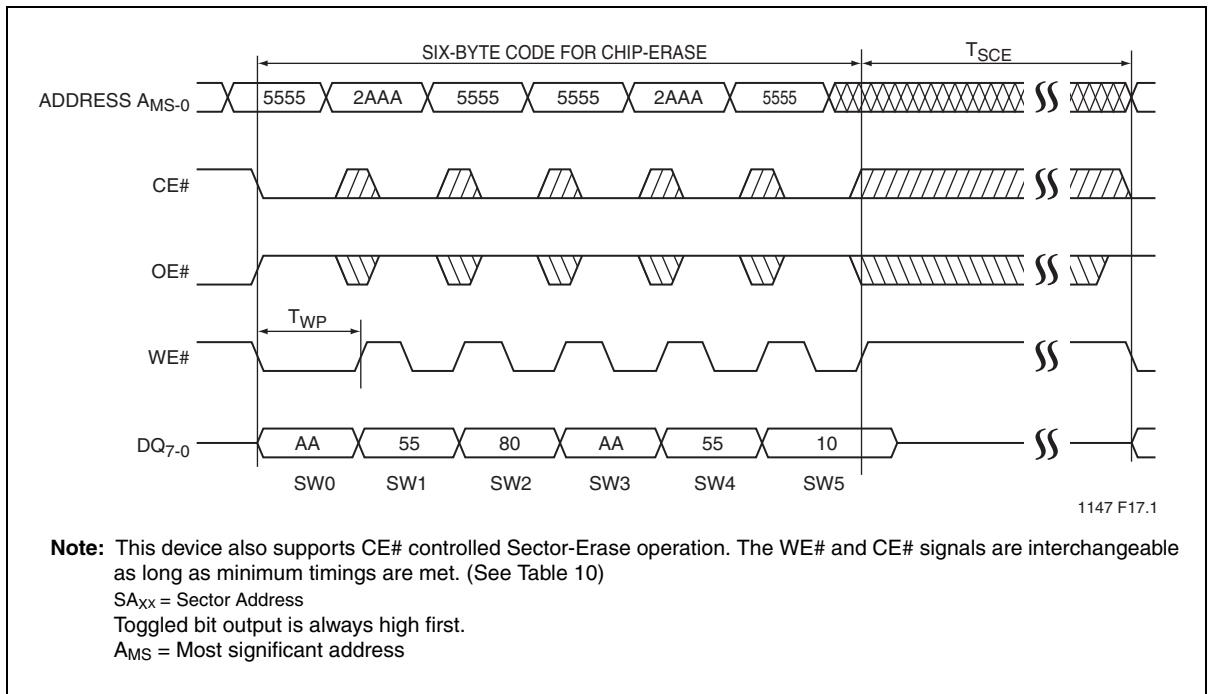 SIX-BYTE CODE FOR CHIP-ERASE TSCE
ADDRESS AMS-0 5555 2AAA 5555 5555 2AAA 5555
CE#
OE#
TWP
WE#
DQ7-0 AA 55 80 AA 55 10
SW0 SW1 SW2 SW3 SW4 SW5
1147 F17.1
Note: This device also supports CE# controlled Sector-Erase operation. The WE# and CE# signals are interchangeable
as long as minimum timings are met. (See Table 10)
SAXx = Sector Address
Toggled bit output is always high first.
AMS = Most significant address